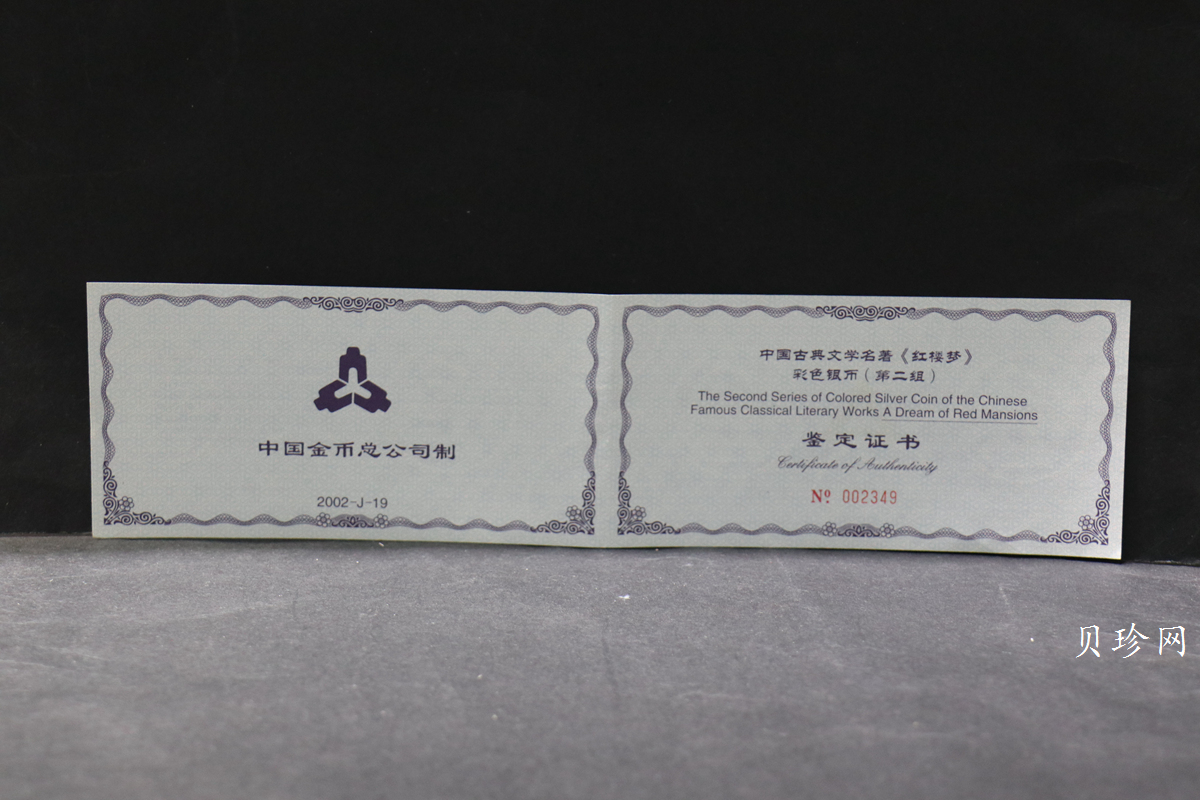 中国金币总公司制
2002-J-19
中国古典文学名著《红楼梦》
彩色银币（第二组）
The Second Series of Colored Silver Coin of the Chinese
Famous Classical Literary Works A Dream of Red Mansions
鉴定证书
Certificate of Authenticity
Nº 002349
贝珍网